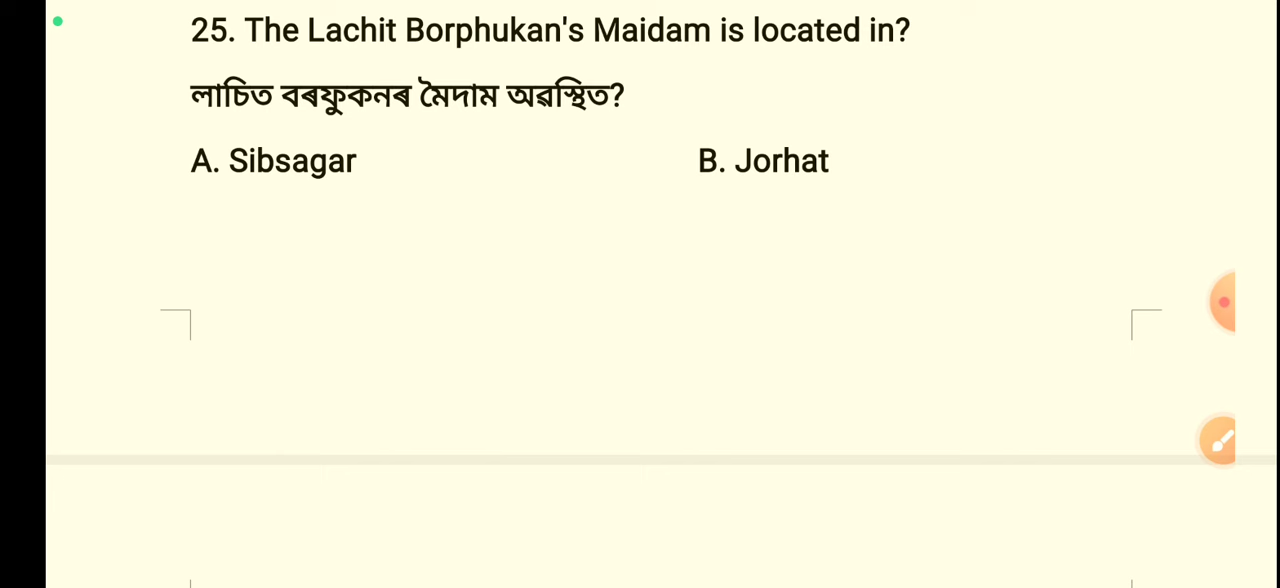 25. The Lachit Borphukan's Maidam is located in?
লাচিত বৰফুকনৰ মৈদাম অৱস্থিত?
A. Sibsagar B. Jorhat